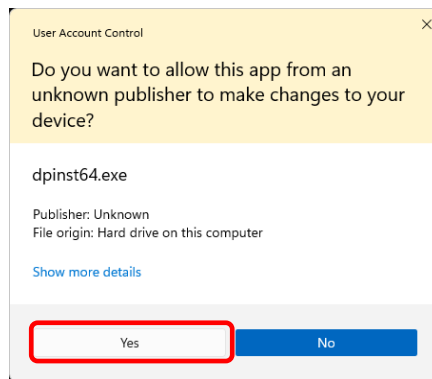 User Account Control
Do you want to allow this app from an
unknown publisher to make changes to your
device?
dpinst64.exe
Publisher: Unknown
File origin: Hard drive on this computer
Show more details
Yes
No